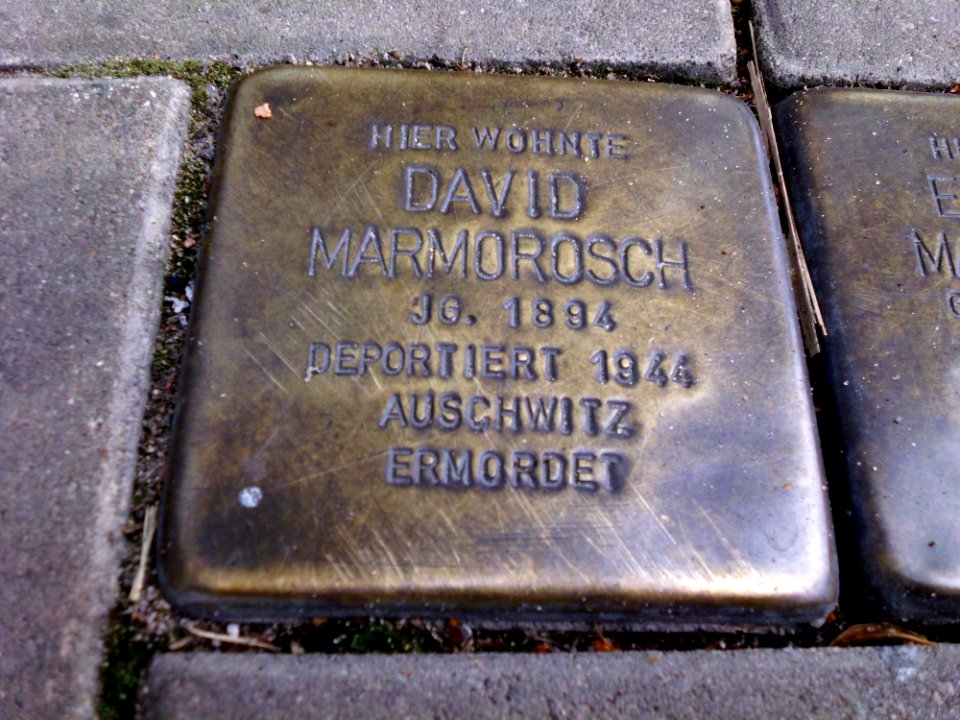 HIER WOHNTE
DAVID
MARMOROSCH
JG. 1894
DEPORTIERT 1944
AUSCHWITZ
ERMORDET